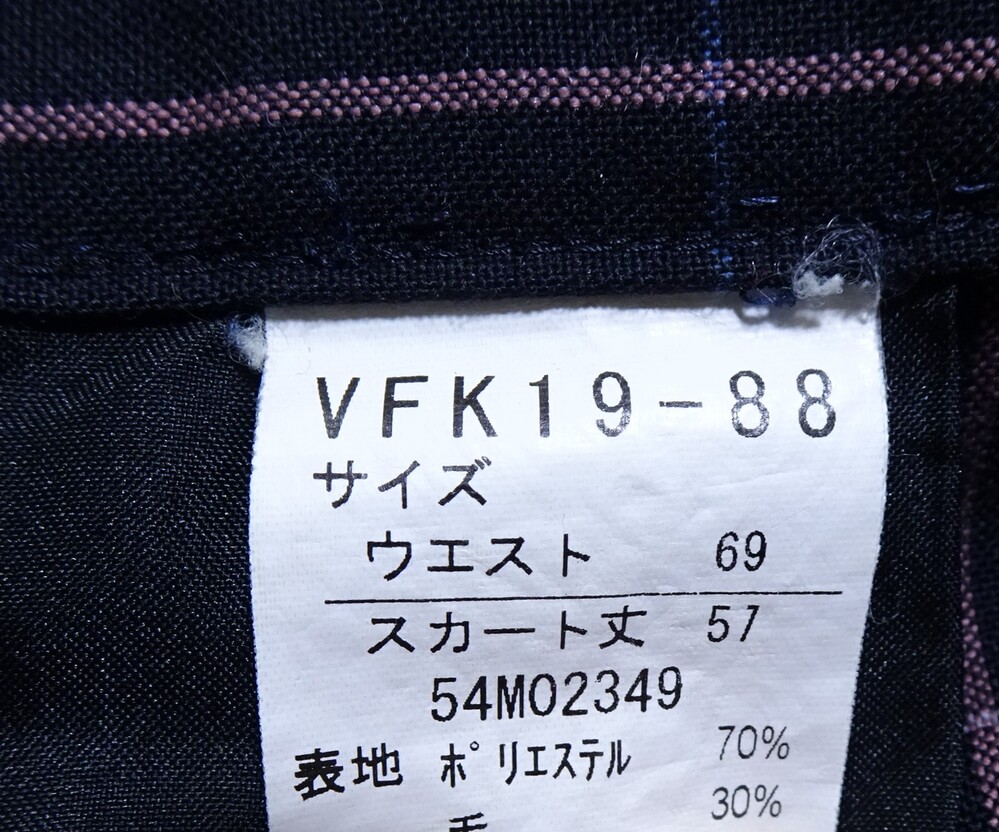 VFK19-88
サイズ
ウエスト 69
スカート丈 57
54M02349
表地 ポリエステル 70%
毛 30%